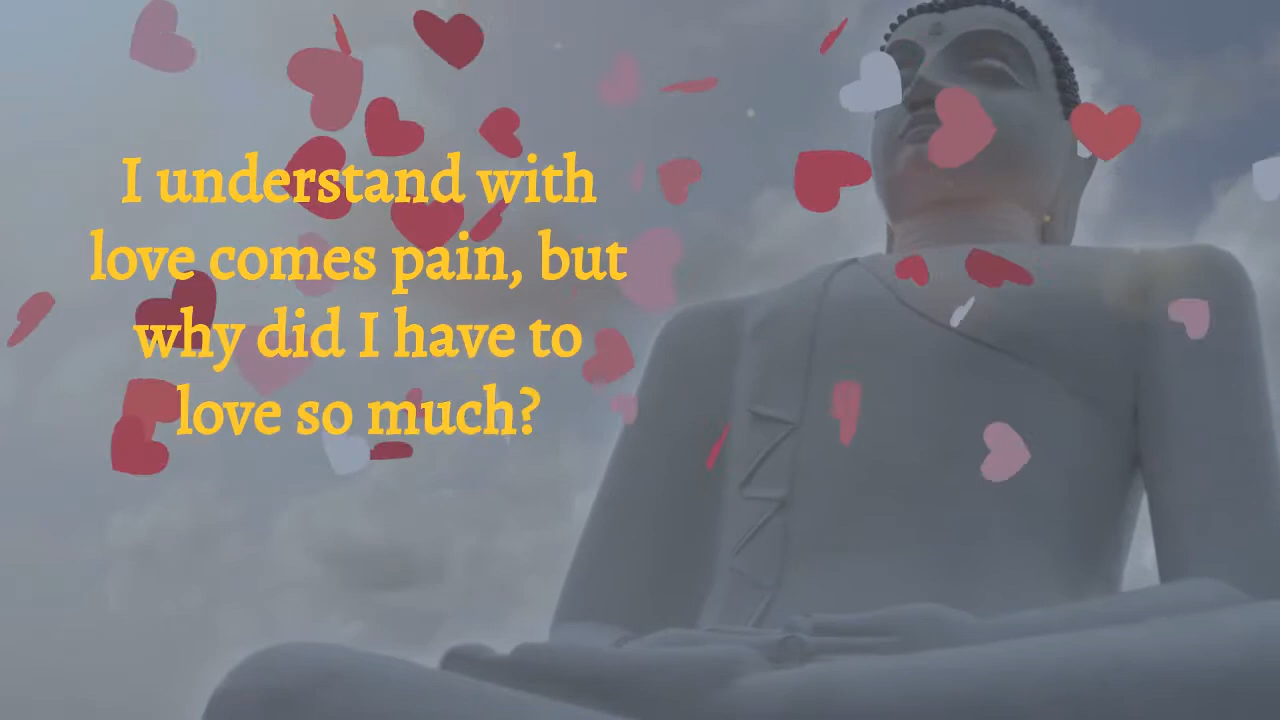 I understand with
love comes pain, but
why did I have to
love so much?